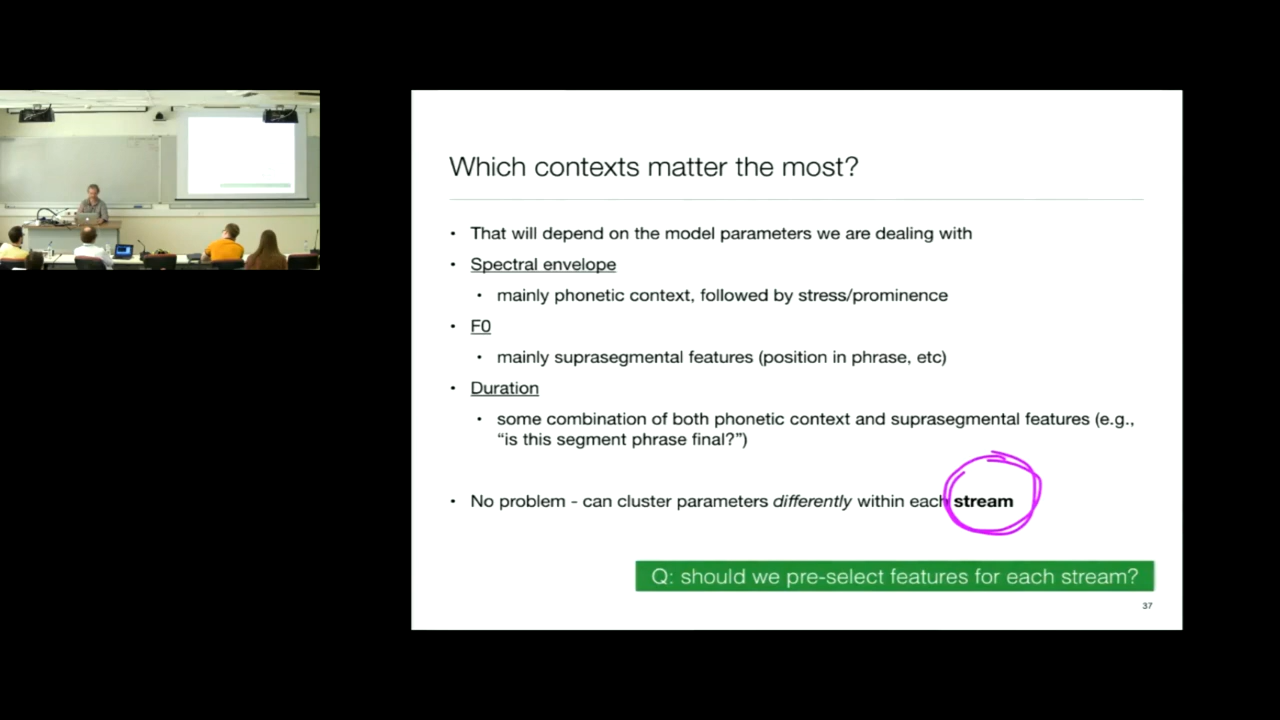 Which contexts matter the most?
• That will depend on the model parameters we are dealing with
• Spectral envelope
• mainly phonetic context, followed by stress/prominence
• F0
• mainly suprasegmental features (position in phrase, etc)
• Duration
• some combination of both phonetic context and suprasegmental features (e.g.,
“is this segment phrase final?”)
• No problem - can cluster parameters differently within each stream
Q: should we pre-select features for each stream?
37